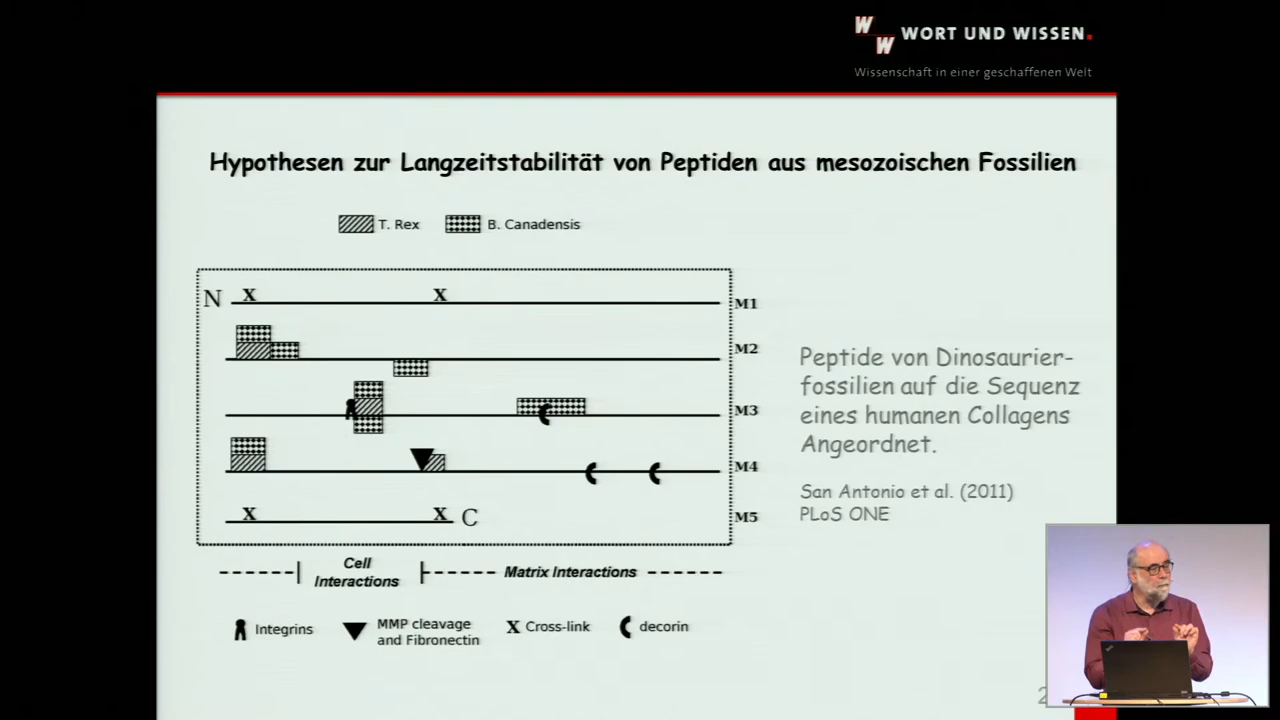 W
W
WORT UND WISSEN.
Wissenschaft in einer geschaffenen Welt
Hypothesen zur Langzeitstabilität von Peptiden aus mesozoischen Fossilien
T. Rex
B. Canadensis
N
X
X
M1
M2
M3
M4
X
X
C
M5
Peptide von Dinosaurier-
fossilien auf die Sequenz
eines humanen Collagens
Angeordnet.
San Antonio et al. (2011)
PLoS ONE
Cell
Interactions
Matrix Interactions
Integrins
MMP cleavage
and Fibronectin
X Cross-link
decorin